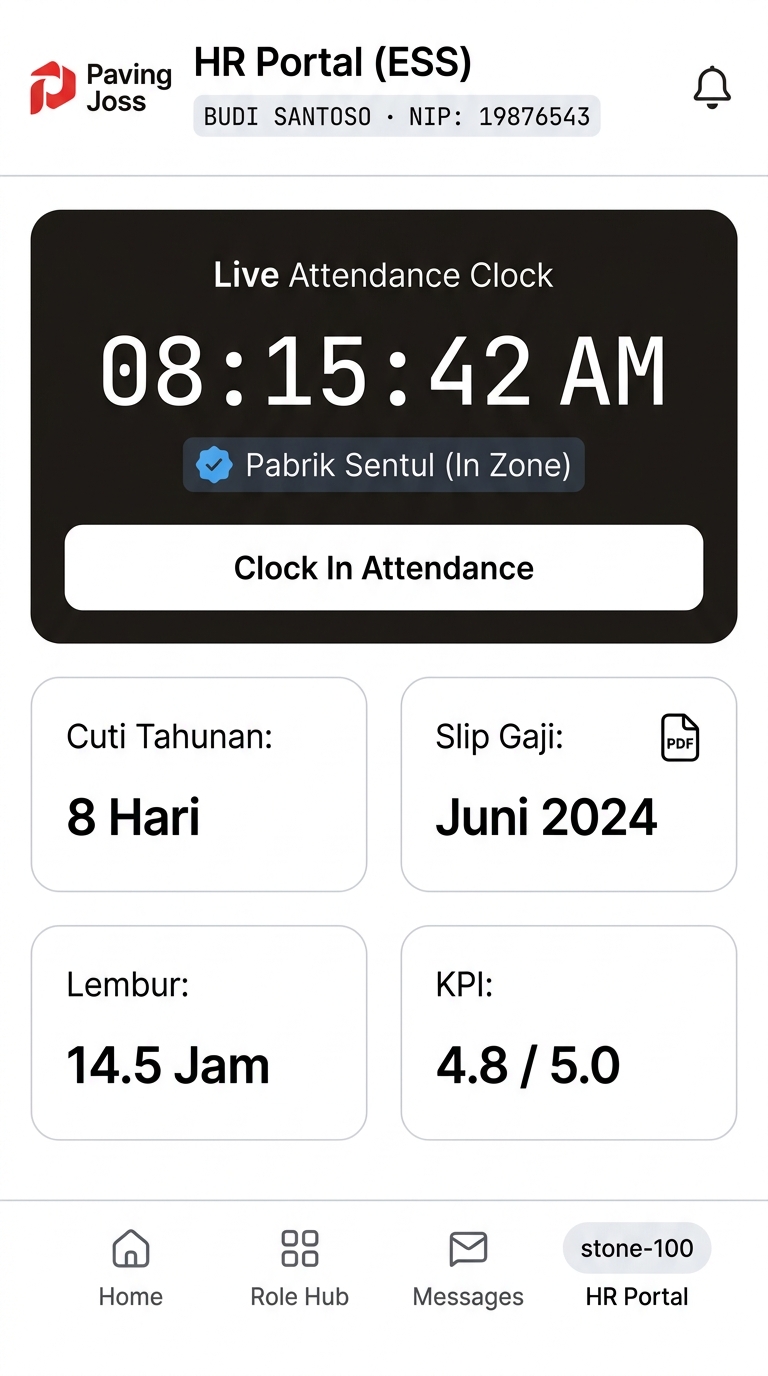 Paving
Joss
HR Portal (ESS)
BUDI SANTOSO · NIP: 19876543
Live Attendance Clock
08:15:42 AM
Pabrik Sentul (In Zone)
Clock In Attendance
Cuti Tahunan:
8 Hari
Slip Gaji:
PDF
Juni 2024
Lembur:
14.5 Jam
KPI:
4.8 / 5.0
Home
Role Hub
Messages
stone-100
HR Portal